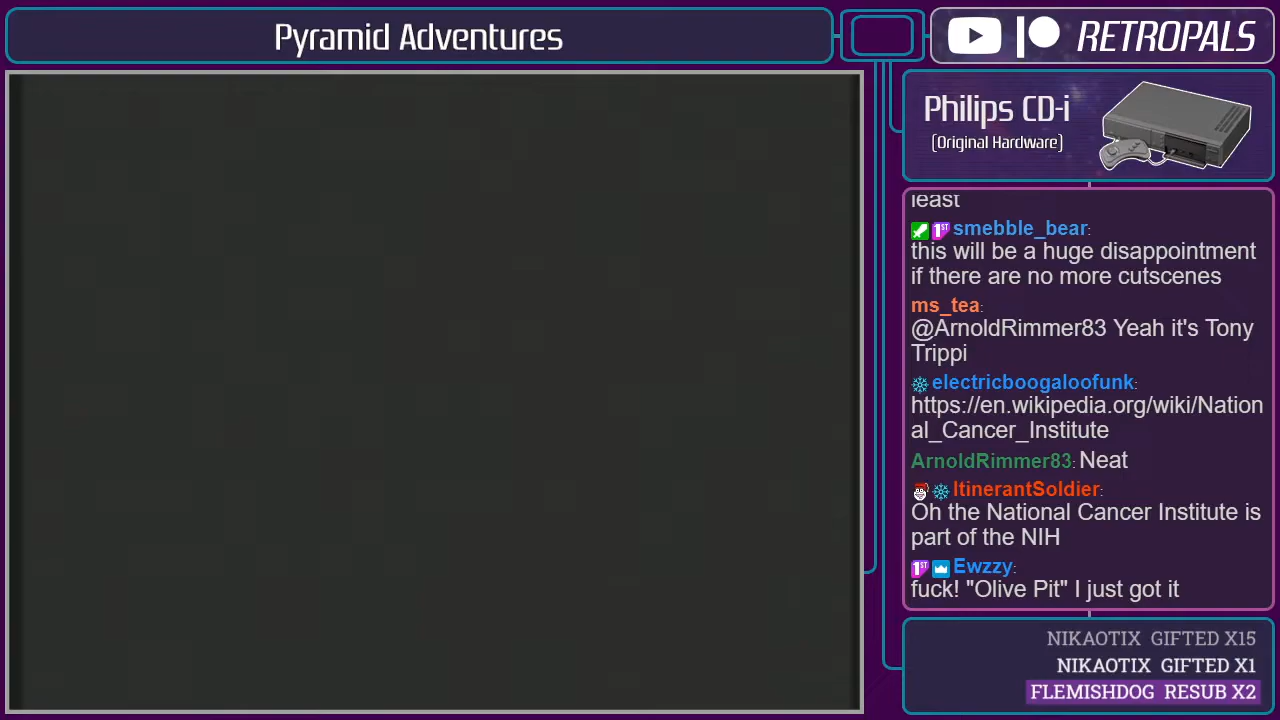 Pyramid Adventures
RETROPALS
Philips CD-i
(Original Hardware)
least
smebble_bear:
this will be a huge disappointment
if there are no more cutscenes
ms_tea:
@ArnoldRimmer83 Yeah it's Tony
Trippi
electricboogaloofunk:
https://en.wikipedia.org/wiki/Nation
al_Cancer_Institute
ArnoldRimmer83: Neat
ItinerantSoldier:
Oh the National Cancer Institute is
part of the NIH
1ST Ewzzy:
fuck! "Olive Pit" I just got it
NIKAOTIX GIFTED X15
NIKAOTIX GIFTED X1
FLEMISHDOG RESUB X2